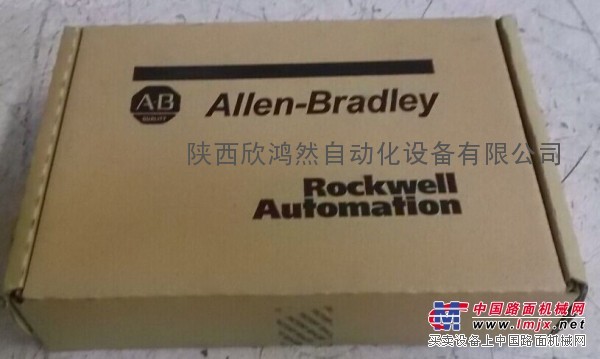 AB
QUALITY
Allen-Bradley
陕西欣鸿然自动化设备有限公司
Rockwell
Automation
中国路面机械网
www.lmjx.net
买卖设备上中国路面机械网